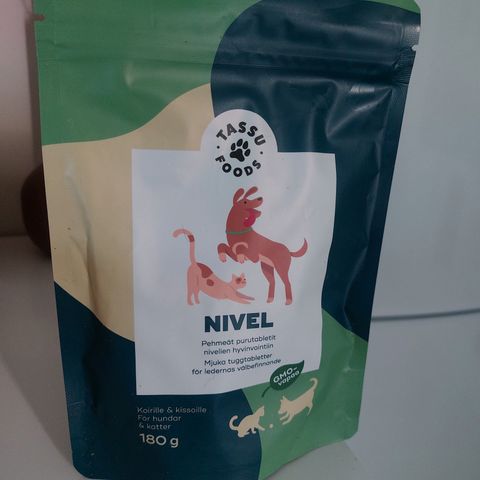 TASSU
FOODS
NIVEL
Pehmeät purutabletit
nivelien hyvinvointiin
Mjuka tuggtabletter
för ledernas välbefinnande
GMO-
vapaa
Koirille & kissoille
För hundar
& katter
180 g